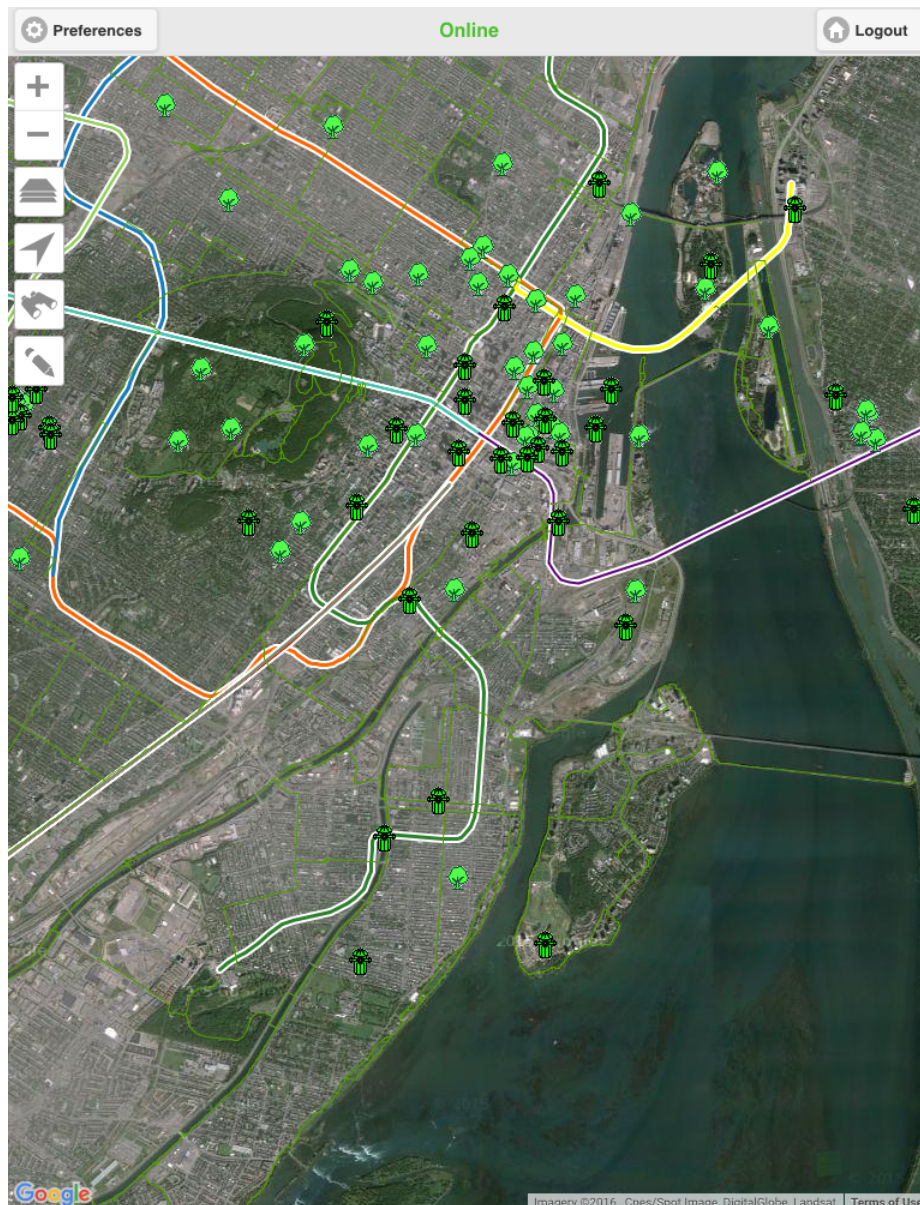 Preferences
Online
Logout
Google
Imagery ©2016 , Cnes/Spot Image, DigitalGlobe, Landsat
Terms of Use